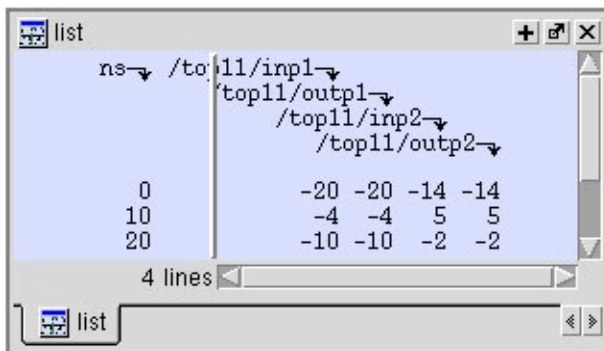 list
ns /top11/inp1
/top11/outp1
/top11/inp2
/top11/outp2
0 -20 -20 -14 -14
10 -4 -4 5 5
20 -10 -10 -2 -2
4 lines
list